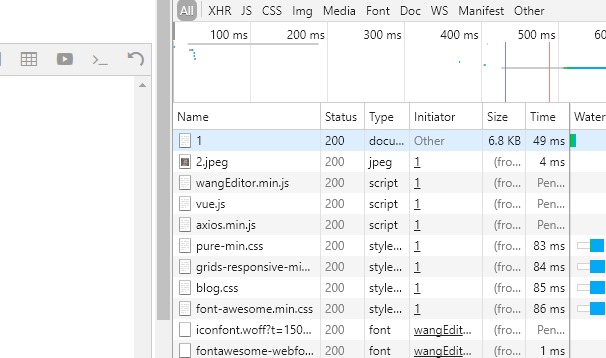 All XHR JS CSS Img Media Font Doc WS Manifest Other
100 ms 200 ms 300 ms 400 ms 500 ms 60
Name Status Type Initiator Size Time Water
1 200 docu... Other 6.8 KB 49 ms
2.jpeg 200 jpeg 1 (fro... 4 ms
wangEditor.min.js 200 script 1 (fro... Pen...
vue.js 200 script 1 (fro... Pen...
axios.min.js 200 script 1 (fro... Pen...
pure-min.css 200 style... 1 (fro... 83 ms
grids-responsive-mi... 200 style... 1 (fro... 84 ms
blog.css 200 style... 1 (fro... 85 ms
font-awesome.min.css 200 style... 1 (fro... 86 ms
iconfont.woff?t=150... 200 font wangEdit... (fro... Pen...
fontawesome-webfo... 200 font wangEdit... (fro... 1 ms